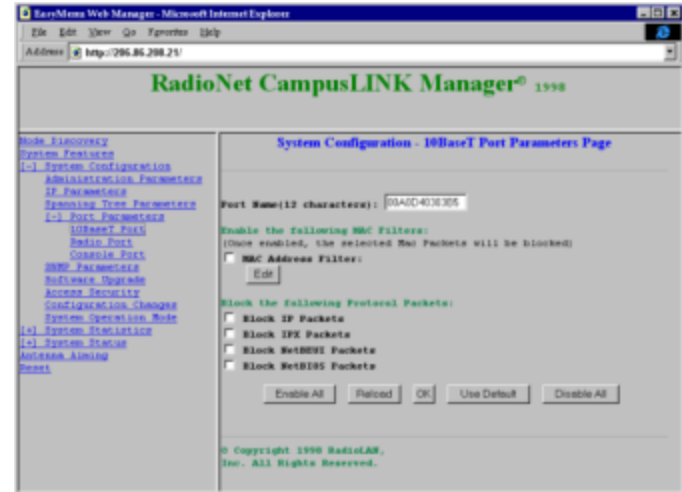 EasyMenu Web Manager - Microsoft Internet Explorer
File Edit View Go Favorites Help
Address http://206.86.208.21/
RadioNet CampusLINK Manager© 1998
Node Discovery
System Features
[-] System Configuration
Administration Parameters
IP Parameters
Spanning Tree Parameters
[-] Port Parameters
10BaseT Port
Radio Port
Console Port
SNMP Parameters
Software Upgrade
Access Security
Configuration Changes
System Operation Mode
[+] System Statistics
[+] System Status
Antenna Aiming
Reset
System Configuration - 10BaseT Port Parameters Page
Port Name(12 characters):
Enable the following MAC Filters:
(Once enabled, the selected Mac Packets will be blocked)
MAC Address Filter:
Edit
Block the following Protocol Packets:
Block IP Packets
Block IPX Packets
Block NetBEUI Packets
Block NetBIOS Packets
Enable All Reload OK Use Default Disable All
© Copyright 1998 RadioLAN,
Inc. All Rights Reserved.